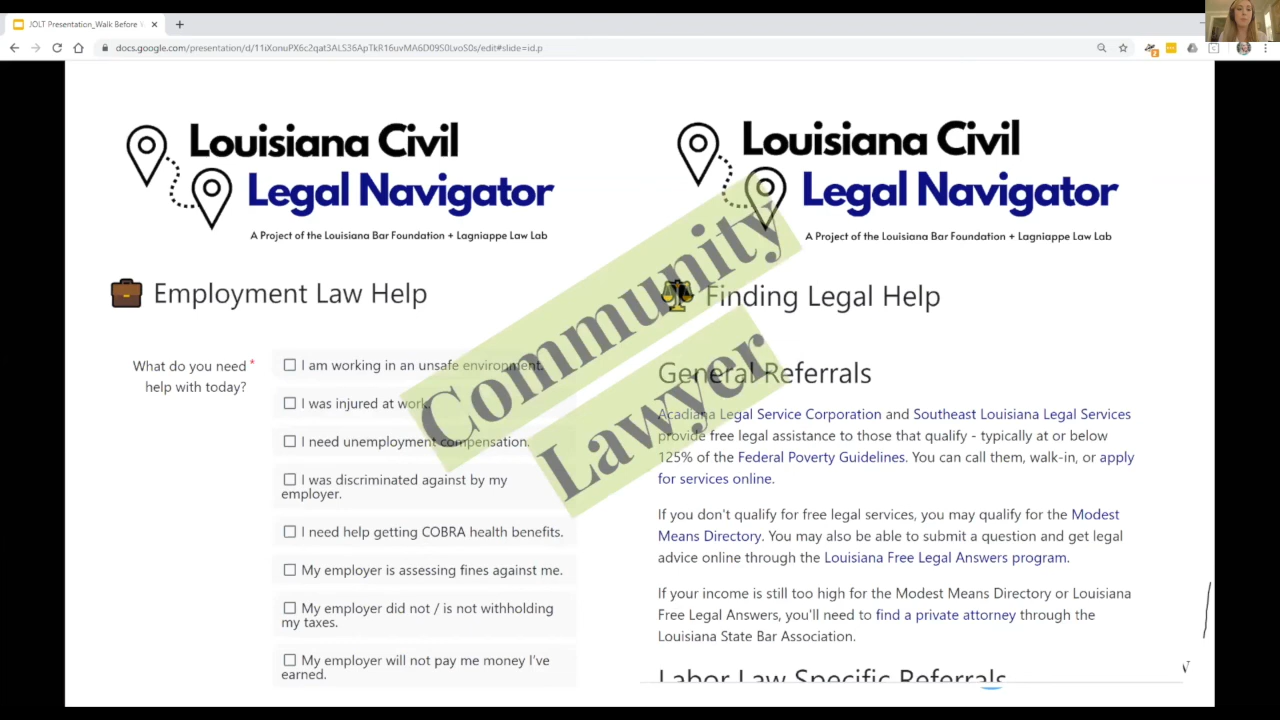 JOLT Presentation_Walk Before
docs.google.com/presentation/d/11iXonuPX6c2qat3ALS36ApTkR16uvMA6D09S0LvoS0s/edit#slide=id.p
Louisiana Civil
Legal Navigator
A Project of the Louisiana Bar Foundation + Lagniappe Law Lab
Employment Law Help
What do you need *
help with today?
I am working in an unsafe environment.
I was injured at work.
I need unemployment compensation.
I was discriminated against by my
employer.
I need help getting COBRA health benefits.
My employer is assessing fines against me.
My employer did not / is not withholding
my taxes.
My employer will not pay me money I've
earned.
Community
Lawyer
Louisiana Civil
Legal Navigator
A Project of the Louisiana Bar Foundation + Lagniappe Law Lab
Finding Legal Help
General Referrals
Acadiana Legal Service Corporation and Southeast Louisiana Legal Services
provide free legal assistance to those that qualify - typically at or below
125% of the Federal Poverty Guidelines. You can call them, walk-in, or apply
for services online.
If you don't qualify for free legal services, you may qualify for the Modest
Means Directory. You may also be able to submit a question and get legal
advice online through the Louisiana Free Legal Answers program.
If your income is still too high for the Modest Means Directory or Louisiana
Free Legal Answers, you'll need to find a private attorney through the
Louisiana State Bar Association.
Labor Law Specific Referrals